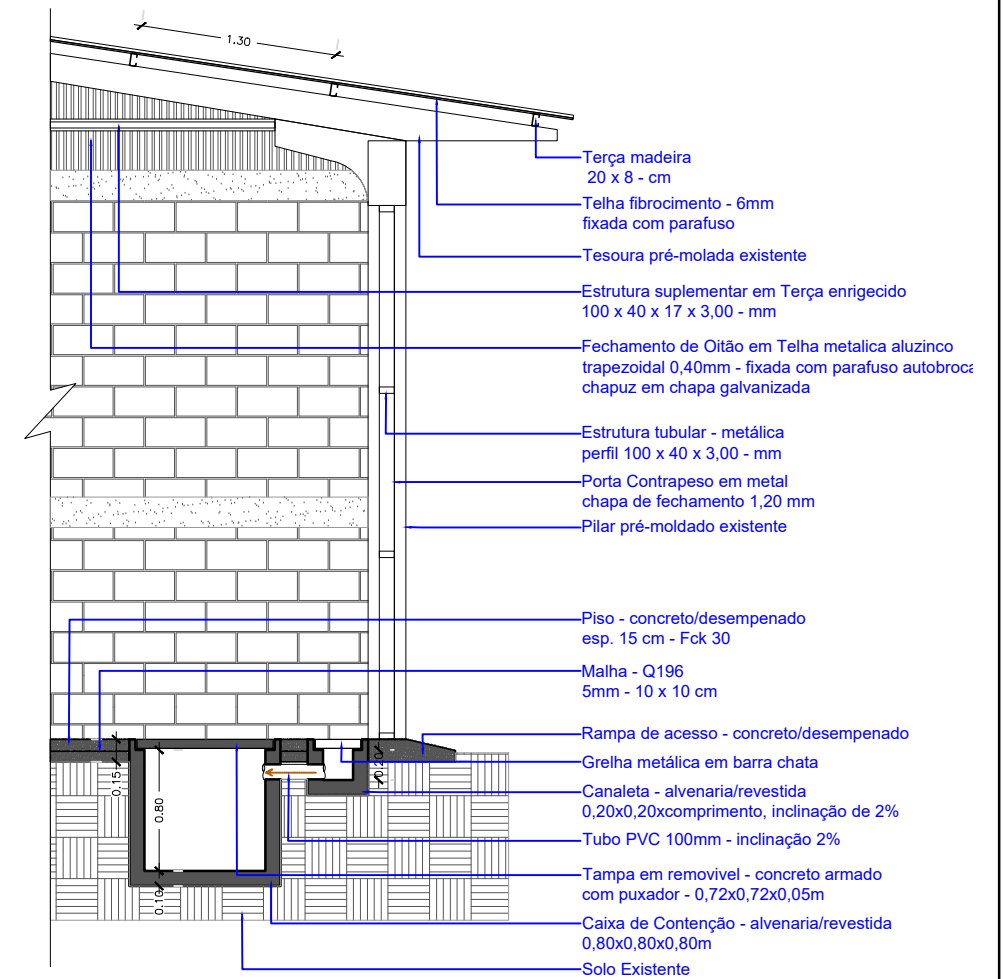 1.30
Terça madeira
20 x 8 - cm
Telha fibrocimento - 6mm
fixada com parafuso
Tesoura pré-molada existente
Estrutura suplementar em Terça enrigecido
100 x 40 x 17 x 3,00 - mm
Fechamento de Oitão em Telha metalica aluzinco
trapezoidal 0,40mm - fixada com parafuso autobroca
chapuz em chapa galvanizada
Estrutura tubular - metálica
perfil 100 x 40 x 3,00 - mm
Porta Contrapeso em metal
chapa de fechamento 1,20 mm
Pilar pré-moldado existente
Piso - concreto/desempenado
esp. 15 cm - Fck 30
Malha - Q196
5mm - 10 x 10 cm
Rampa de acesso - concreto/desempenado
Grelha metálica em barra chata
Canaleta - alvenaria/revestida
0,20x0,20xcomprimento, inclinação de 2%
Tubo PVC 100mm - inclinação 2%
Tampa em removivel - concreto armado
com puxador - 0,72x0,72x0,05m
Caixa de Contenção - alvenaria/revestida
0,80x0,80x0,80m
Solo Existente
0.15
0.80
0.10
0.20